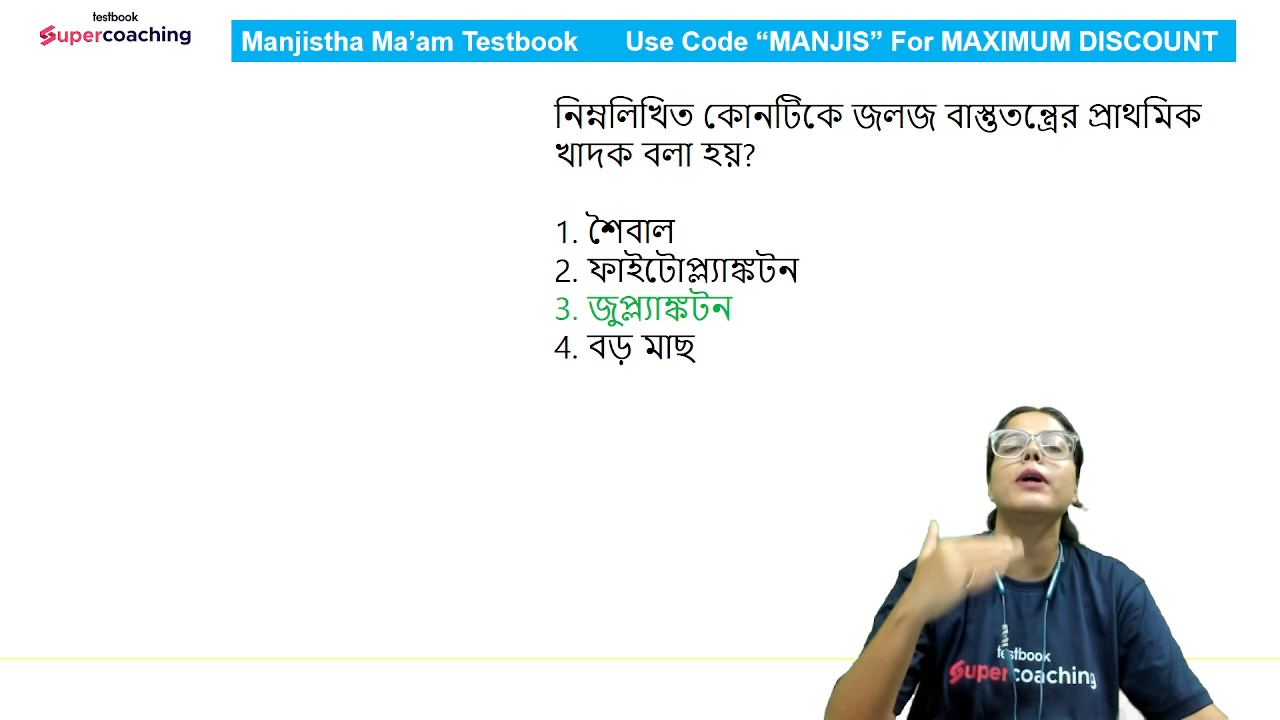 testbook
Supercoaching
Manjistha Ma’am Testbook Use Code “MANJIS” For MAXIMUM DISCOUNT
নিম্নলিখিত কোনটিকে জলজ বাস্তুতন্ত্রের প্রাথমিক
খাদক বলা হয়?
1. শৈবাল
2. ফাইটোপ্ল্যাঙ্কটন
3. জুপ্ল্যাঙ্কটন
4. বড় মাছ
testbook
Supercoaching